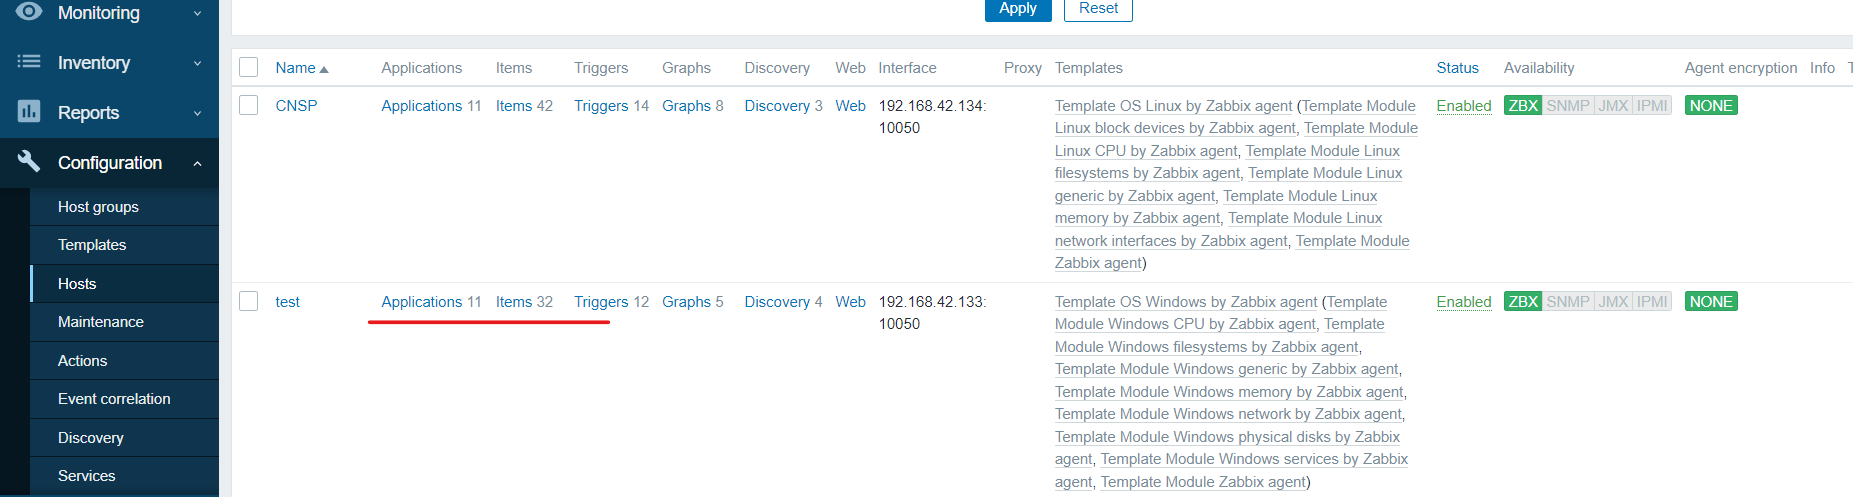 Monitoring
Inventory
Reports
Configuration
Host groups
Templates
Hosts
Maintenance
Actions
Event correlation
Discovery
Services
Apply Reset
Name Applications Items Triggers Graphs Discovery Web Interface Proxy Templates Status Availability Agent encryption Info T
CNSP Applications 11 Items 42 Triggers 14 Graphs 8 Discovery 3 Web 192.168.42.134: Template OS Linux by Zabbix agent (Template Module Enabled ZBX SNMP JMX IPMI NONE
10050 Linux block devices by Zabbix agent, Template Module
Linux CPU by Zabbix agent, Template Module Linux
filesystems by Zabbix agent, Template Module Linux
generic by Zabbix agent, Template Module Linux
memory by Zabbix agent, Template Module Linux
network interfaces by Zabbix agent, Template Module
Zabbix agent)
test Applications 11 Items 32 Triggers 12 Graphs 5 Discovery 4 Web 192.168.42.133: Template OS Windows by Zabbix agent (Template Enabled ZBX SNMP JMX IPMI NONE
10050 Module Windows CPU by Zabbix agent, Template
Module Windows filesystems by Zabbix agent,
Template Module Windows generic by Zabbix agent,
Template Module Windows memory by Zabbix agent,
Template Module Windows network by Zabbix agent,
Template Module Windows physical disks by Zabbix
agent, Template Module Windows services by Zabbix
agent, Template Module Zabbix agent)